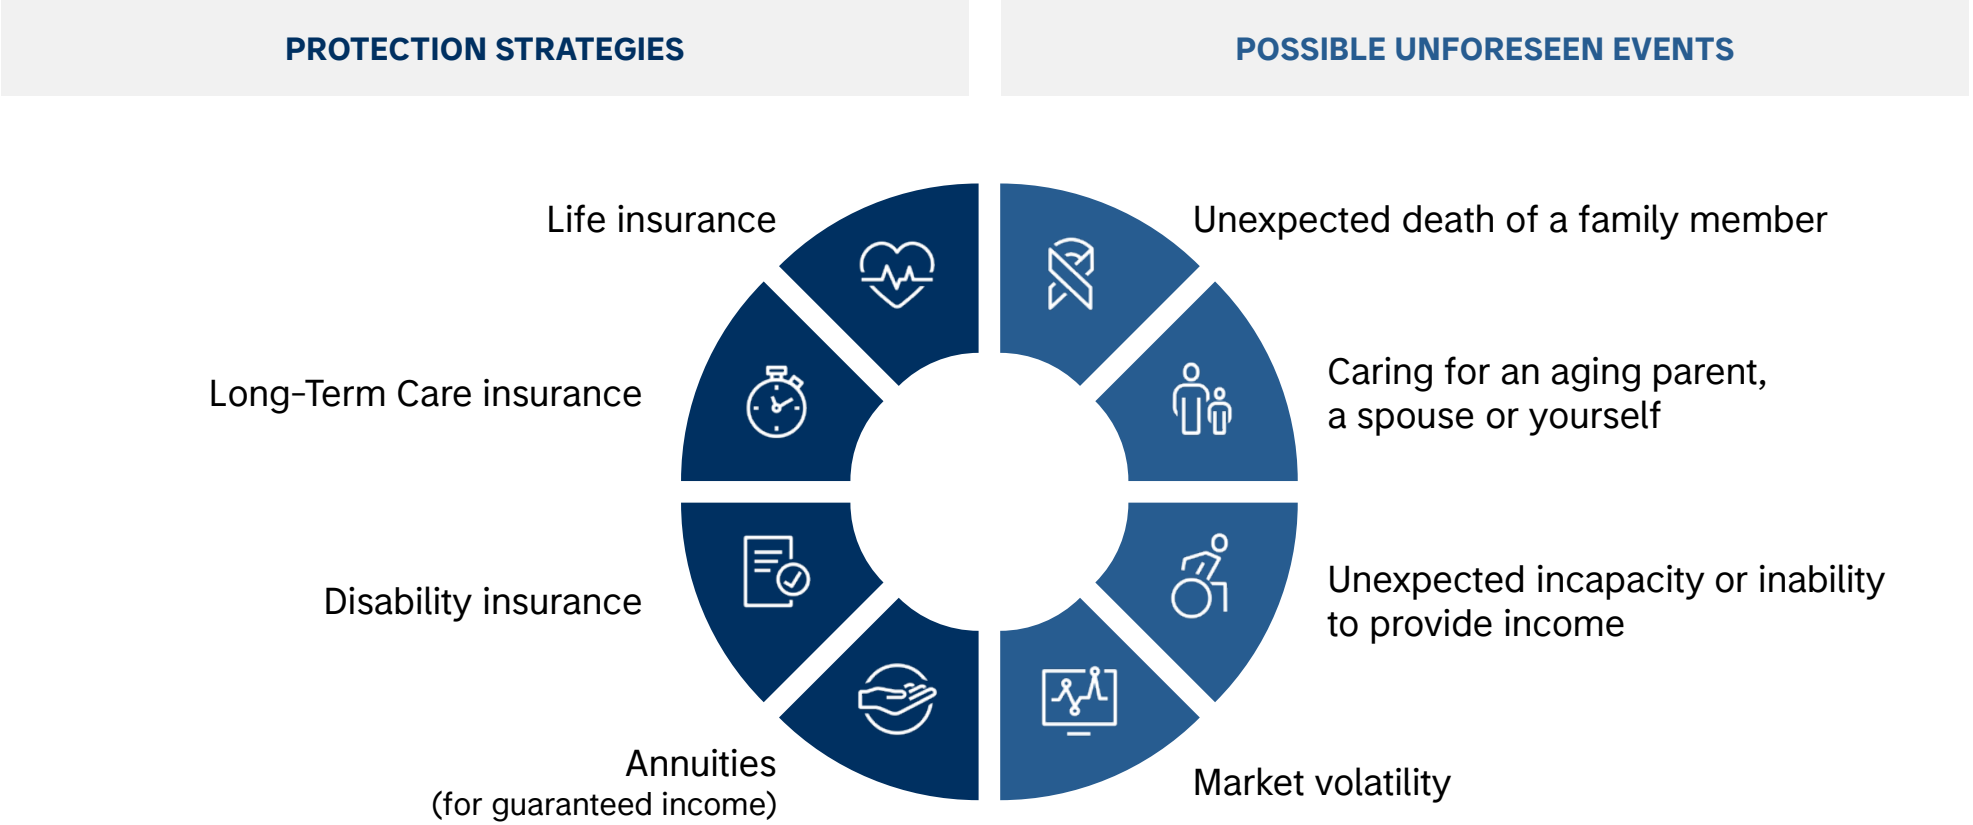 PROTECTION STRATEGIES
POSSIBLE UNFORESEEN EVENTS
Life insurance
Unexpected death of a family member
Long-Term Care insurance
Caring for an aging parent,
a spouse or yourself
Disability insurance
Unexpected incapacity or inability
to provide income
Annuities
(for guaranteed income)
Market volatility